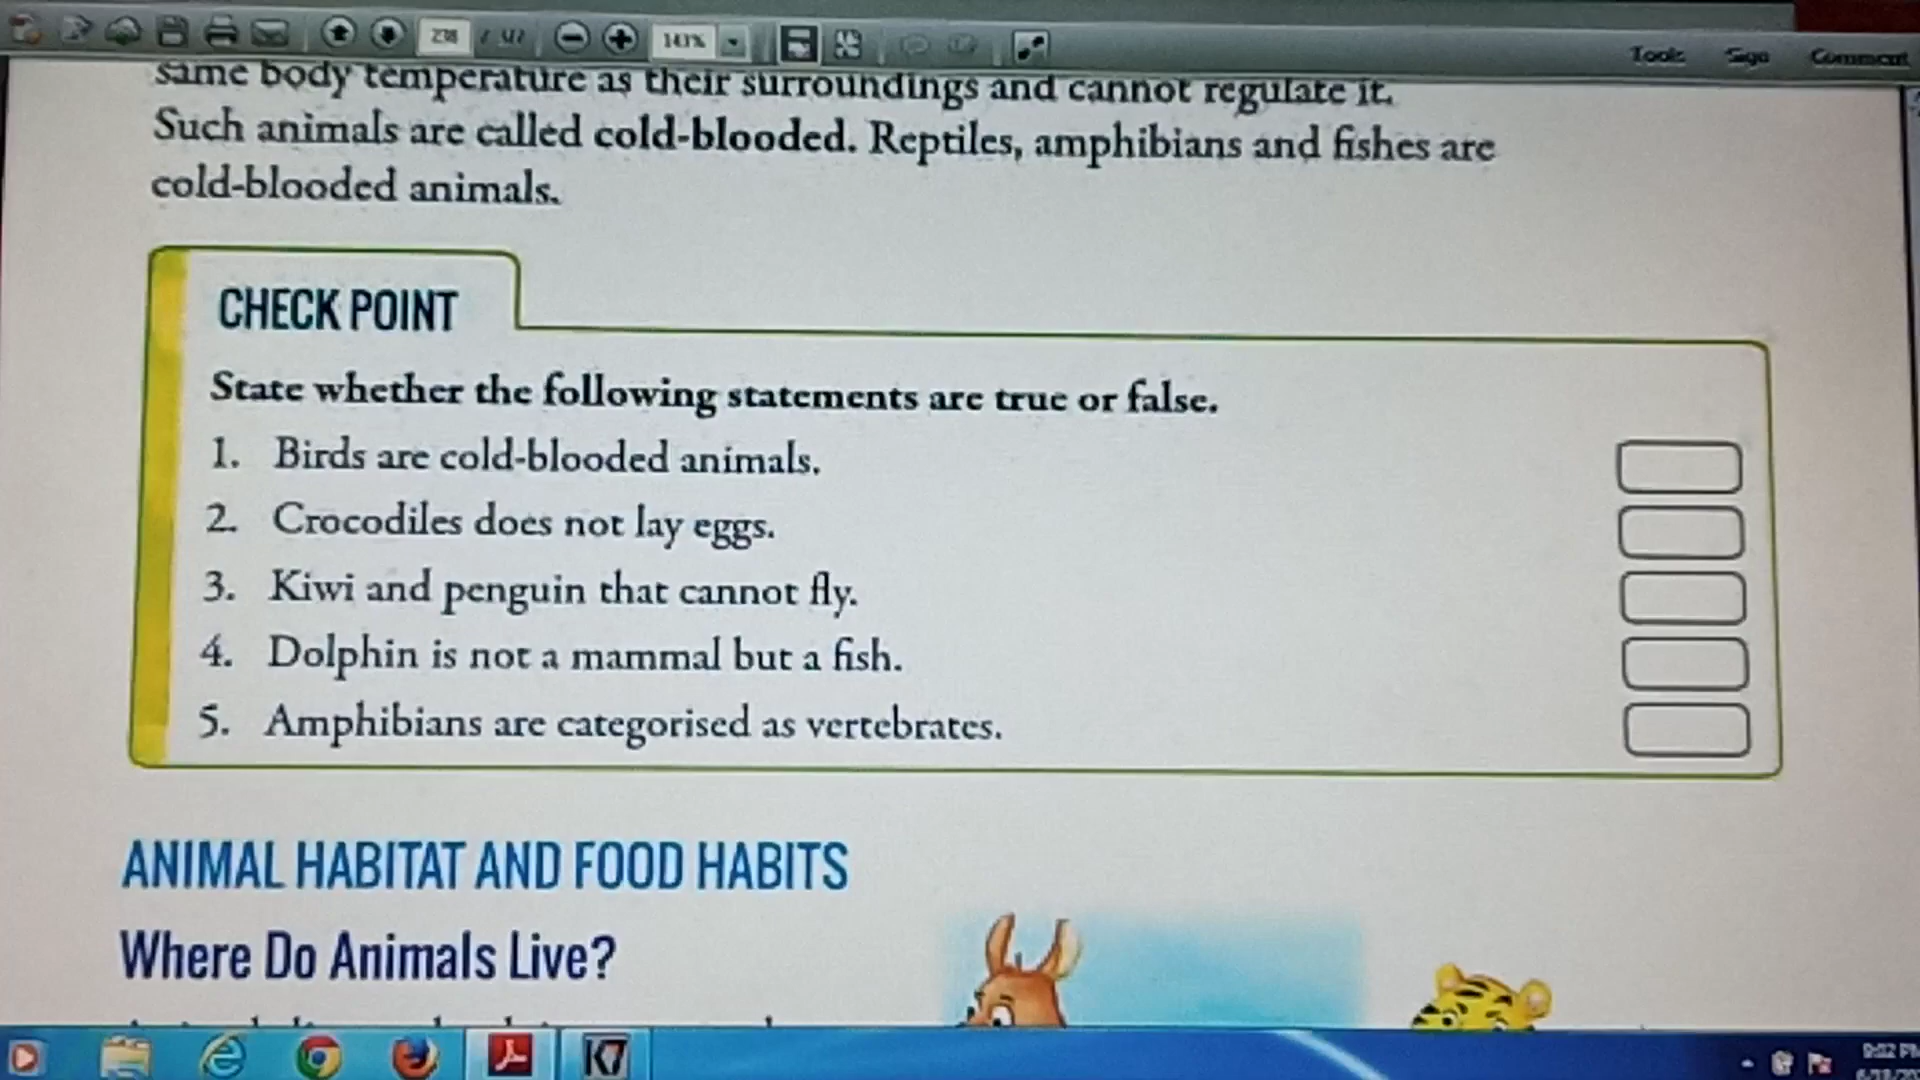 143%
Tools Sign Comment
same body temperature as their surroundings and cannot regulate it.
Such animals are called cold-blooded. Reptiles, amphibians and fishes are
cold-blooded animals.
CHECK POINT
State whether the following statements are true or false.
1. Birds are cold-blooded animals.
2. Crocodiles does not lay eggs.
3. Kiwi and penguin that cannot fly.
4. Dolphin is not a mammal but a fish.
5. Amphibians are categorised as vertebrates.
ANIMAL HABITAT AND FOOD HABITS
Where Do Animals Live?
K7